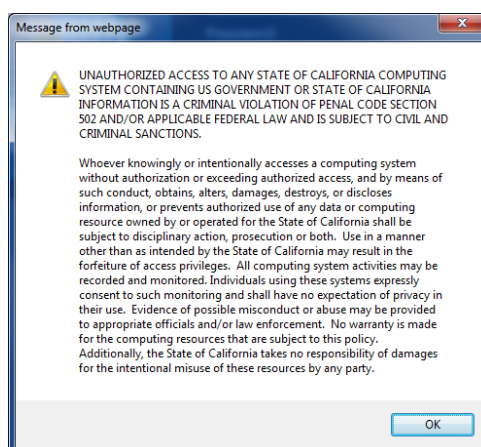 Message from webpage
Password
UNAUTHORIZED ACCESS TO ANY STATE OF CALIFORNIA COMPUTING
SYSTEM CONTAINING US GOVERNMENT OR STATE OF CALIFORNIA
INFORMATION IS A CRIMINAL VIOLATION OF PENAL CODE SECTION
502 AND/OR APPLICABLE FEDERAL LAW AND IS SUBJECT TO CIVIL AND
CRIMINAL SANCTIONS.
Whoever knowingly or intentionally accesses a computing system
without authorization or exceeding authorized access, and by means of
such conduct, obtains, alters, damages, destroys, or discloses
information, or prevents authorized use of any data or computing
resource owned by or operated for the State of California shall be
subject to disciplinary action, prosecution or both.  Use in a manner
other than as intended by the State of California may result in the
forfeiture of access privileges.  All computing system activities may be
recorded and monitored. Individuals using these systems expressly
consent to such monitoring and shall have no expectation of privacy in
their use.  Evidence of possible misconduct or abuse may be provided
to appropriate officials and/or law enforcement.  No warranty is made
for the computing resources that are subject to this policy.
Additionally, the State of California takes no responsibility of damages
for the intentional misuse of these resources by any party.
OK